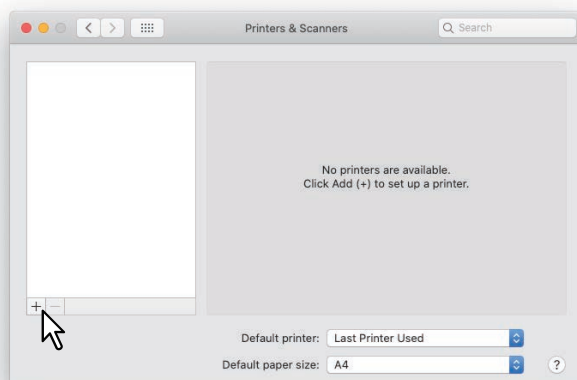 Printers & Scanners
Search
No printers are available.
Click Add (+) to set up a printer.
+ −
Default printer: Last Printer Used
Default paper size: A4
?